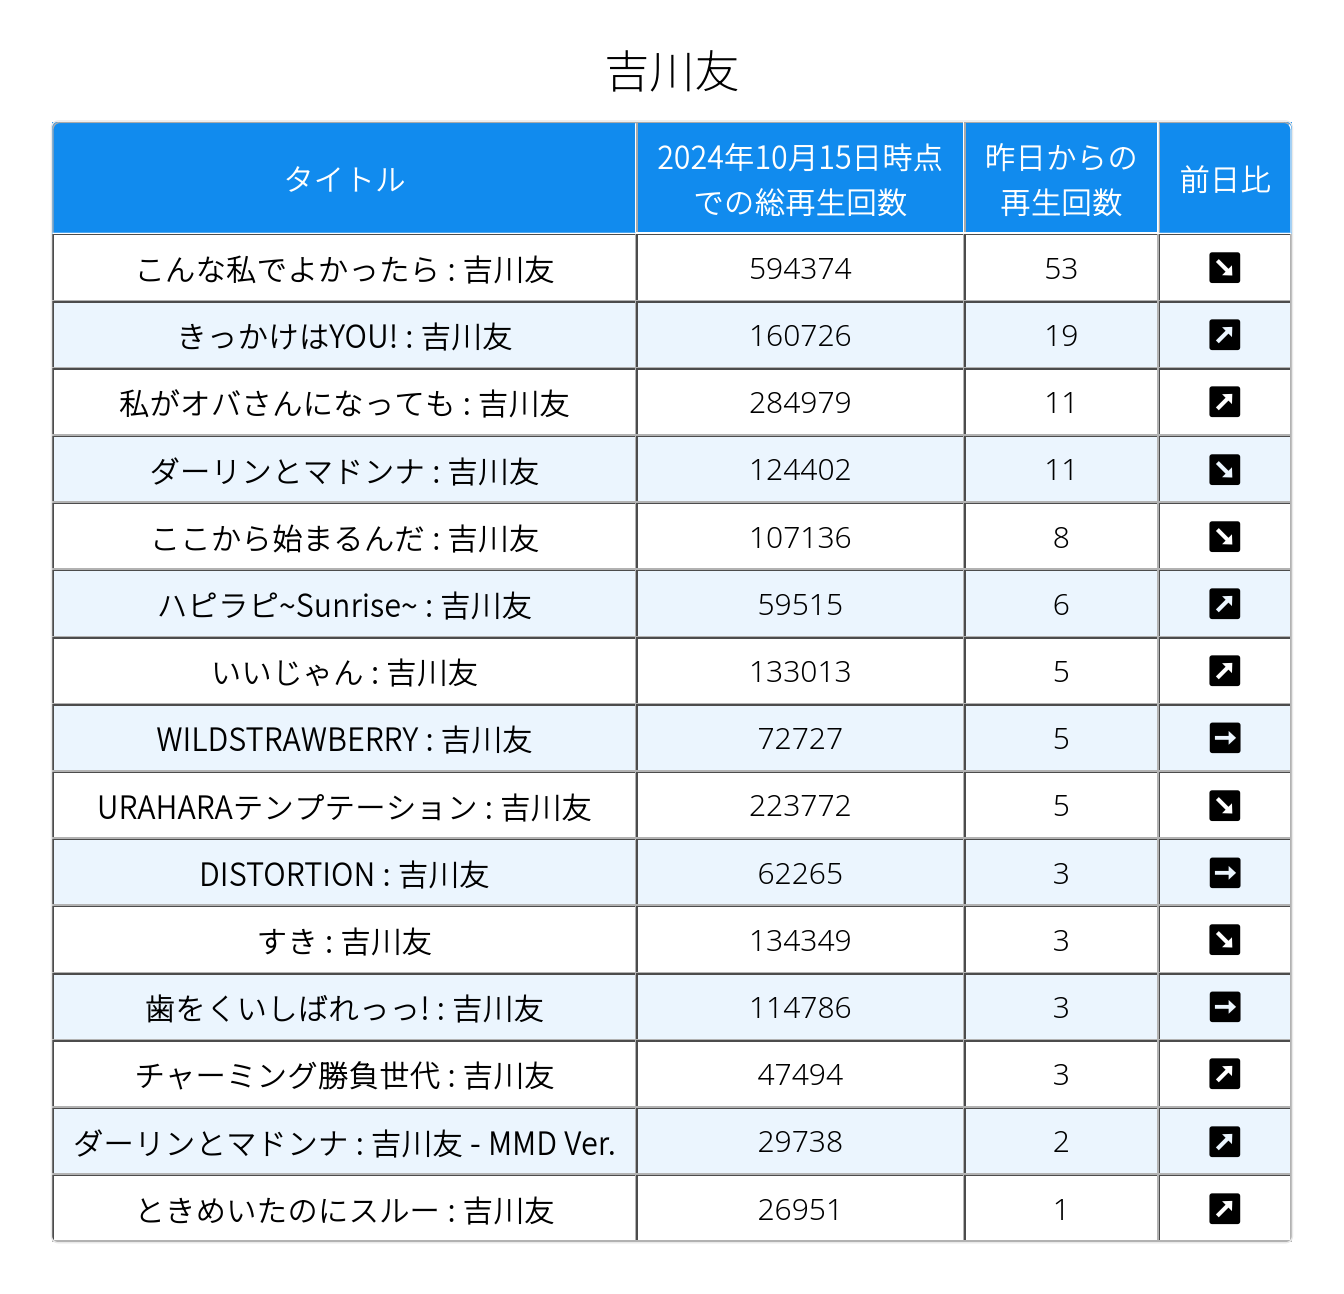 吉川友
タイトル 2024年10月15日時点での総再生回数 昨日からの再生回数 前日比
こんな私でよかったら : 吉川友 594374 53 ↘
きっかけはYOU! : 吉川友 160726 19 ↗
私がオバさんになっても : 吉川友 284979 11 ↗
ダーリンとマドンナ : 吉川友 124402 11 ↘
ここから始まるんだ : 吉川友 107136 8 ↘
ハピラピ~Sunrise~ : 吉川友 59515 6 ↗
いいじゃん : 吉川友 133013 5 ↗
WILDSTRAWBERRY : 吉川友 72727 5 →
URAHARAテンプテーション : 吉川友 223772 5 ↘
DISTORTION : 吉川友 62265 3 →
すき : 吉川友 134349 3 ↘
歯をくいしばれっっ! : 吉川友 114786 3 →
チャーミング勝負世代 : 吉川友 47494 3 ↗
ダーリンとマドンナ : 吉川友 - MMD Ver. 29738 2 ↗
ときめいたのにスルー : 吉川友 26951 1 ↗